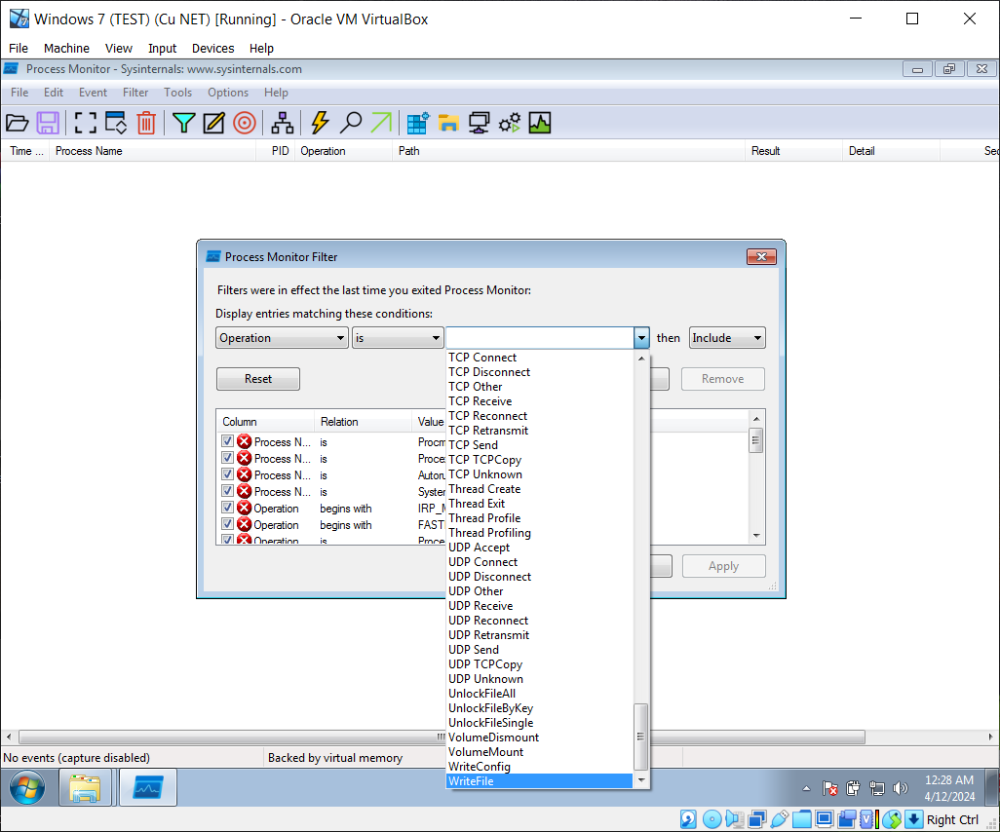 Windows 7 (TEST) (Cu NET) [Running] - Oracle VM VirtualBox
File Machine View Input Devices Help
Process Monitor - Sysinternals: www.sysinternals.com
File Edit Event Filter Tools Options Help
Time ... Process Name PID Operation Path Result Detail Sec
Process Monitor Filter
Filters were in effect the last time you exited Process Monitor:
Display entries matching these conditions:
Operation is then Include
Reset Remove
Column Relation Value
Process N... is Procm
Process N... is Proce
Process N... is Autoru
Process N... is System
Operation begins with IRP_M
Operation begins with FAST
Operation is Proce
Apply
TCP Connect
TCP Disconnect
TCP Other
TCP Receive
TCP Reconnect
TCP Retransmit
TCP Send
TCP TCPCopy
TCP Unknown
Thread Create
Thread Exit
Thread Profile
Thread Profiling
UDP Accept
UDP Connect
UDP Disconnect
UDP Other
UDP Receive
UDP Reconnect
UDP Retransmit
UDP Send
UDP TCPCopy
UDP Unknown
UnlockFileAll
UnlockFileByKey
UnlockFileSingle
VolumeDismount
VolumeMount
WriteConfig
WriteFile
No events (capture disabled) Backed by virtual memory
12:28 AM
4/12/2024
Right Ctrl